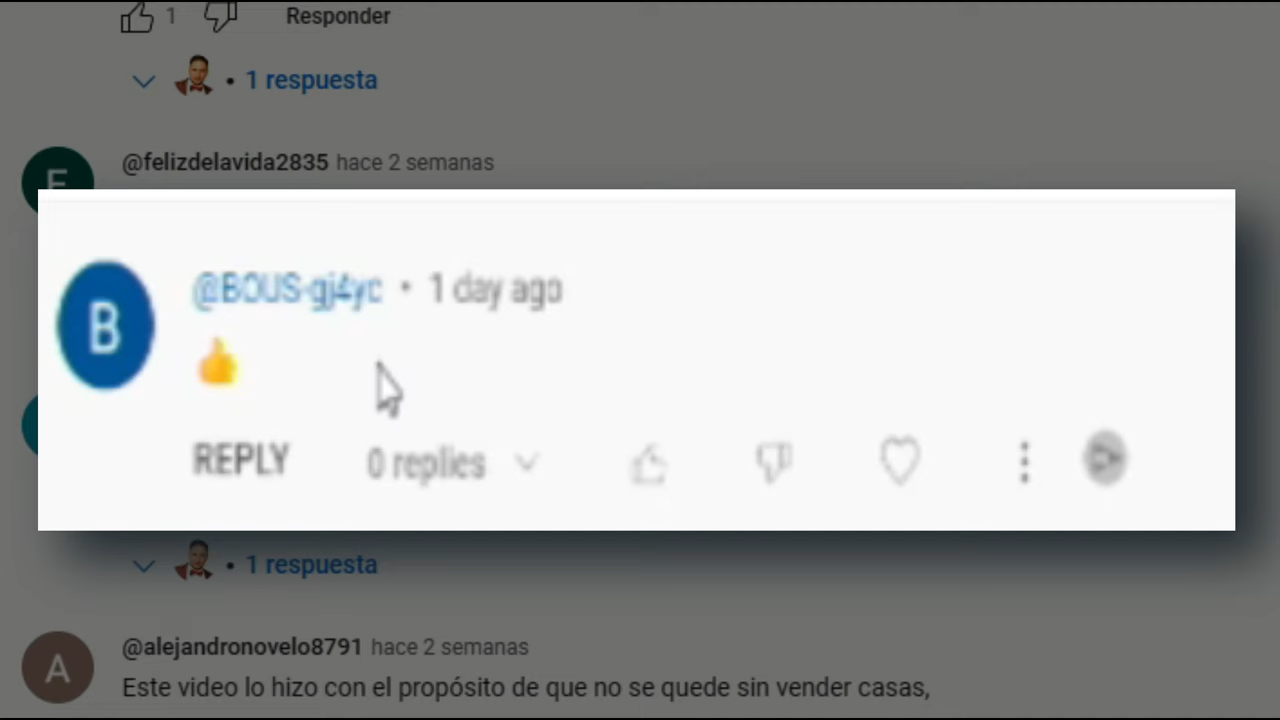 1
Responder
• 1 respuesta
@felizdelavida2835 hace 2 semanas
B
@BOUS-gj4yc • 1 day ago
👍
REPLY 0 replies
• 1 respuesta
A
@alejandronovelo8791 hace 2 semanas
Este video lo hizo con el propósito de que no se quede sin vender casas,